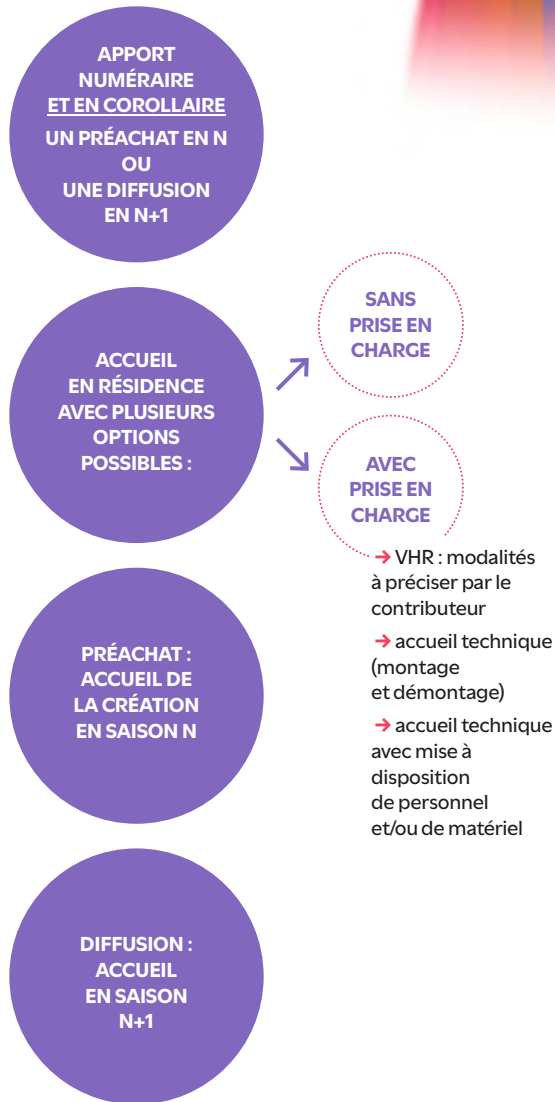 APPORT
NUMÉRAIRE
ET EN COROLLAIRE
UN PRÉACHAT EN N
OU
UNE DIFFUSION
EN N+1
ACCUEIL
EN RÉSIDENCE
AVEC PLUSIEURS
OPTIONS
POSSIBLES :
SANS
PRISE EN
CHARGE
AVEC
PRISE EN
CHARGE
→ VHR : modalités
à préciser par le
contributeur
→ accueil technique
(montage
et démontage)
→ accueil technique
avec mise à
disposition
de personnel
et/ou de matériel
PRÉACHAT :
ACCUEIL DE
LA CRÉATION
EN SAISON N
DIFFUSION :
ACCUEIL
EN SAISON
N+1